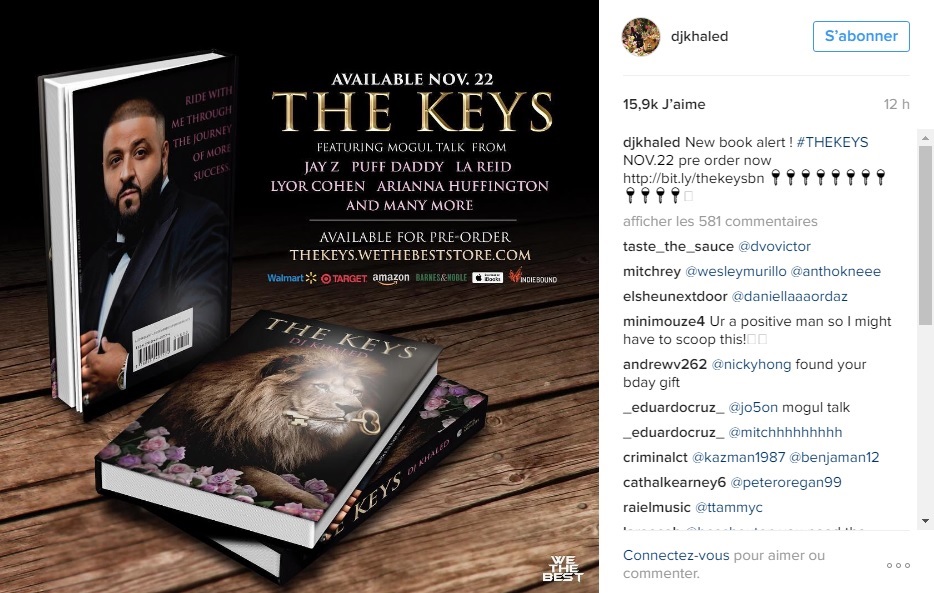 RIDE WITH
ME THROUGH
THE JOURNEY
OF MORE
SUCCESS.
AVAILABLE NOV. 22
THE KEYS
FEATURING MOGUL TALK FROM
JAY Z PUFF DADDY LA REID
LYOR COHEN ARIANNA HUFFINGTON
AND MANY MORE
AVAILABLE FOR PRE-ORDER
THEKEYS.WETHEBESTSTORE.COM
Walmart TARGET amazon BARNES&NOBLE iBooks INDIEBOUND
THE KEYS
DJ KHALED
KEYS DJ KHALED
WE
THE
BEST
djkhaled
S'abonner
15,9k J'aime 12 h
djkhaled New book alert ! #THEKEYS
NOV.22 pre order now
http://bit.ly/thekeysbn
afficher les 581 commentaires
taste_the_sauce @dvovictor
mitchrey @wesleymurillo @anthokneee
elsheunextdoor @daniellaaaordaz
minimouze4 Ur a positive man so I might
have to scoop this!
andrewv262 @nickyhong found your
bday gift
_eduardocruz_ @jo5on mogul talk
_eduardocruz_ @mitchhhhhhhhh
criminalct @kazman1987 @benjaman12
cathalkearney6 @peteroregan99
raielmusic @ttammyc
Connectez-vous pour aimer ou
commenter.